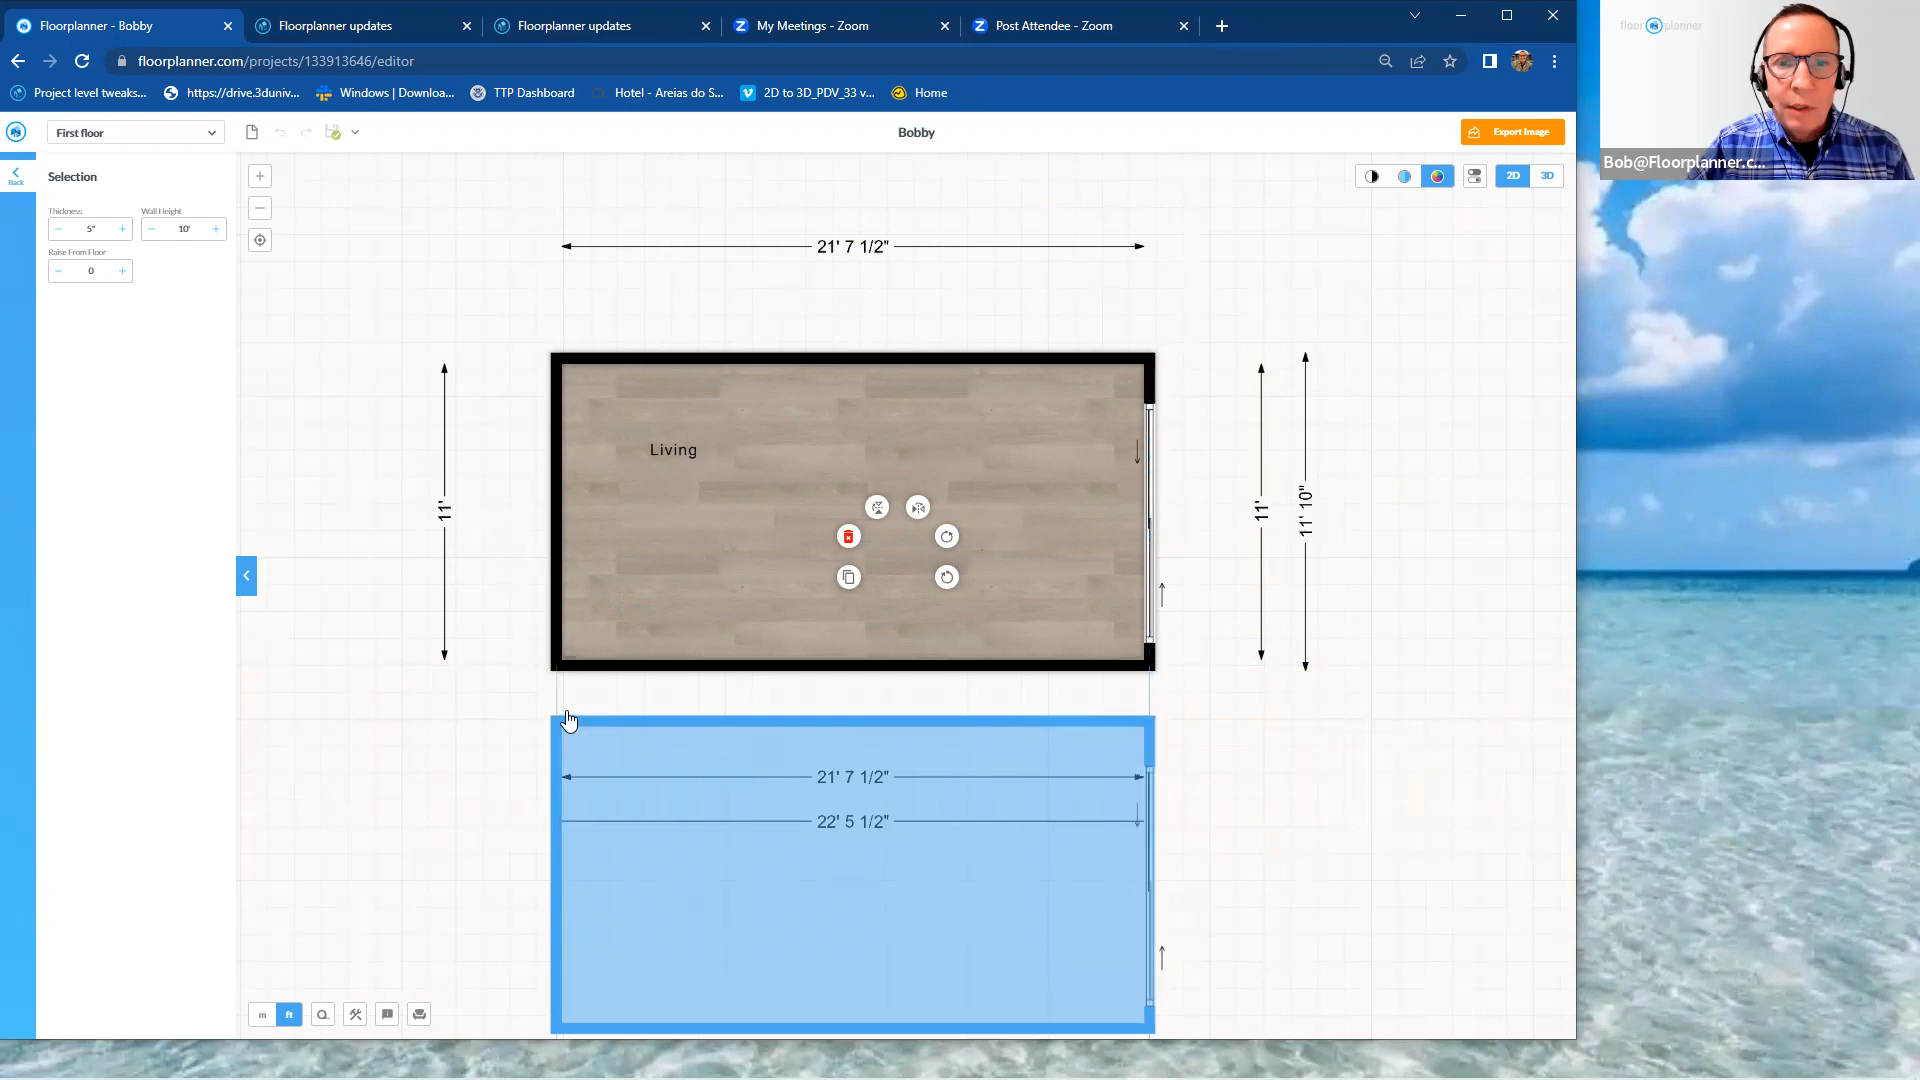 Floorplanner - Bobby
Floorplanner updates
Floorplanner updates
My Meetings - Zoom
Post Attendee - Zoom
floorplanner.com/projects/133913646/editor
Project level tweaks...
https://drive.3duniv...
Windows | Downloa...
TTP Dashboard
Hotel - Areias do S...
2D to 3D_PDV_33 v...
Home
First floor
Bobby
Export Image
Back
Selection
2D
3D
Thickness
Wall Height
5"
10'
Raise From Floor
0
21' 7 1/2"
Living
11'
11'
11' 10"
21' 7 1/2"
22' 5 1/2"
m
ft
floor planner
Bob@Floorplanner.c...